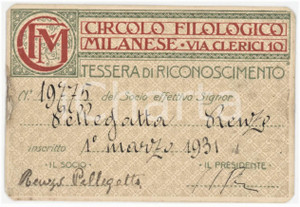 CFM
CIRCOLO FILOLOGICO
MILANESE • VIA CLERICI 10
TESSERA DI RICONOSCIMENTO
N. 19775 del Socio effettivo Signor
Pellegatta Renzo
inscritto 1° marzo 1931
IL SOCIO IL PRESIDENTE
Renzo Pellegatta